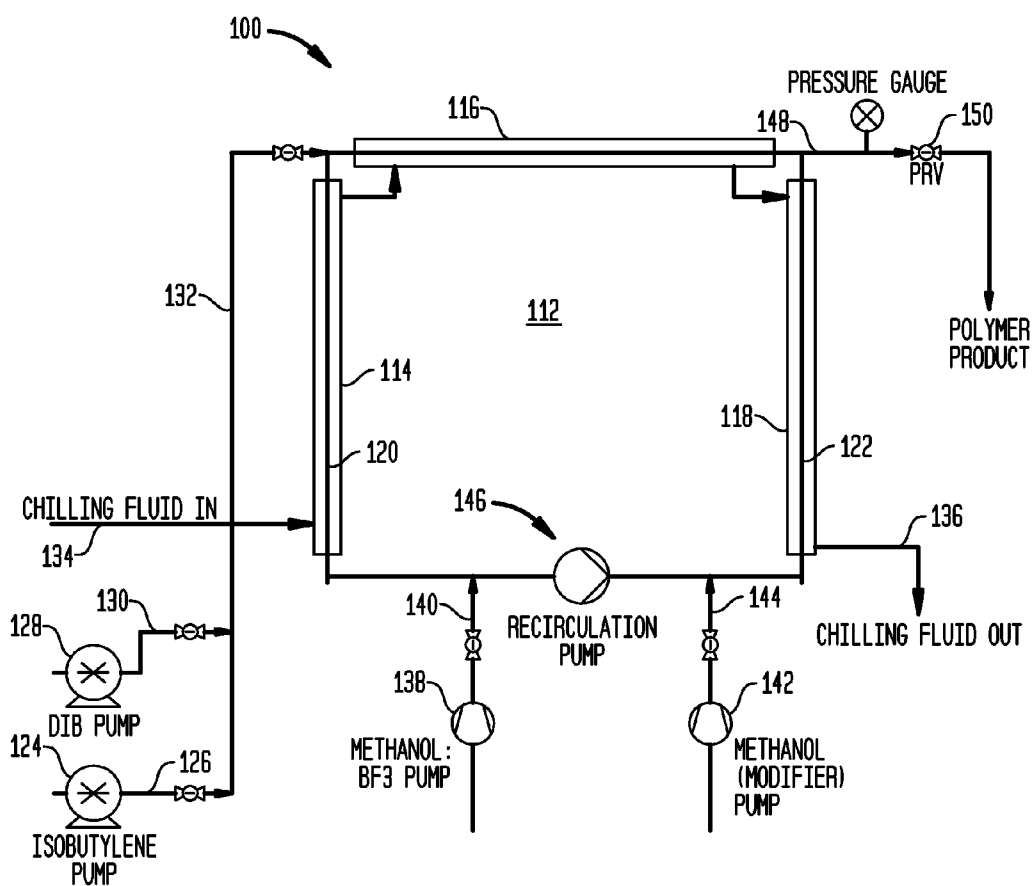 100
PRESSURE GAUGE
116
148
150
PRV
132
112
POLYMER
PRODUCT
114
118
120
122
CHILLING FLUID IN
146
136
134
130
140
144
128
RECIRCULATION
PUMP
CHILLING FLUID OUT
138
142
DIB PUMP
124
126
METHANOL:
BF3 PUMP
METHANOL
(MODIFIER)
PUMP
ISOBUTYLENE
PUMP